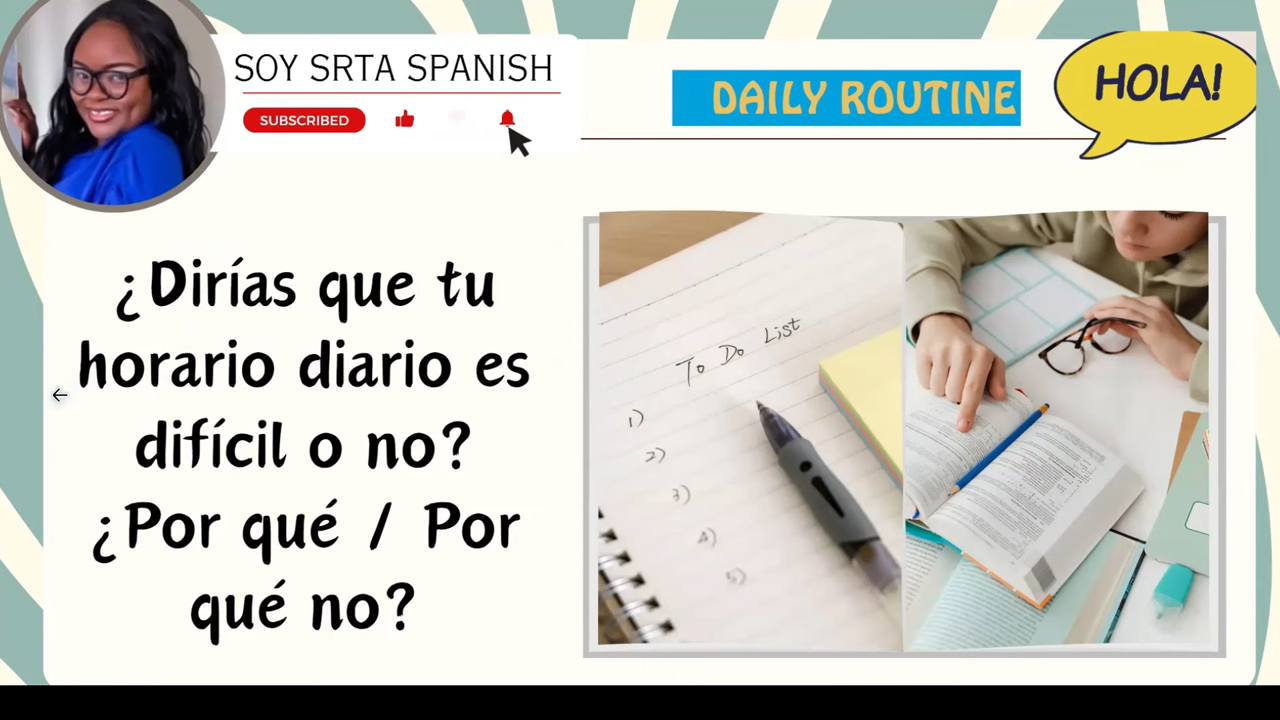 SOY SRTA SPANISH
SUBSCRIBED
DAILY ROUTINE
HOLA!
¿Dirías que tu
horario diario es
difícil o no?
¿Por qué / Por
qué no?
To Do List
1)
2)
3)
4)
5)